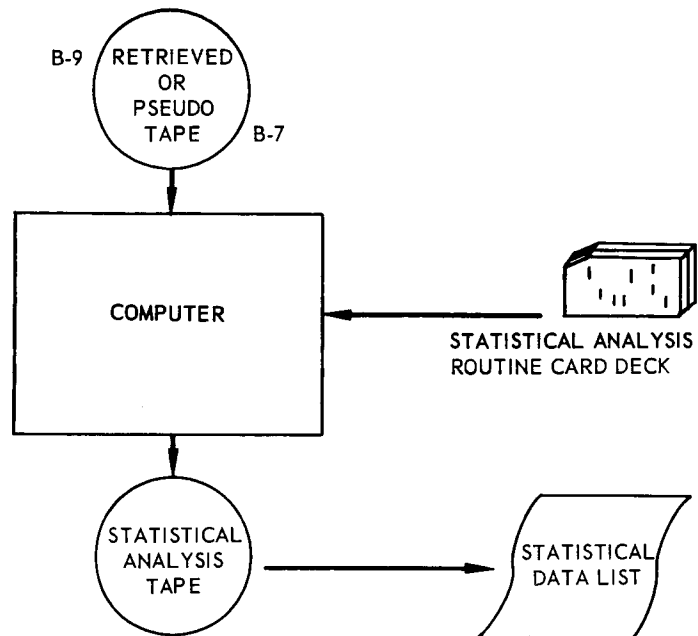 B-9
RETRIEVED
OR
PSEUDO
TAPE
B-7
COMPUTER
STATISTICAL ANALYSIS
ROUTINE CARD DECK
STATISTICAL
ANALYSIS
TAPE
STATISTICAL
DATA LIST